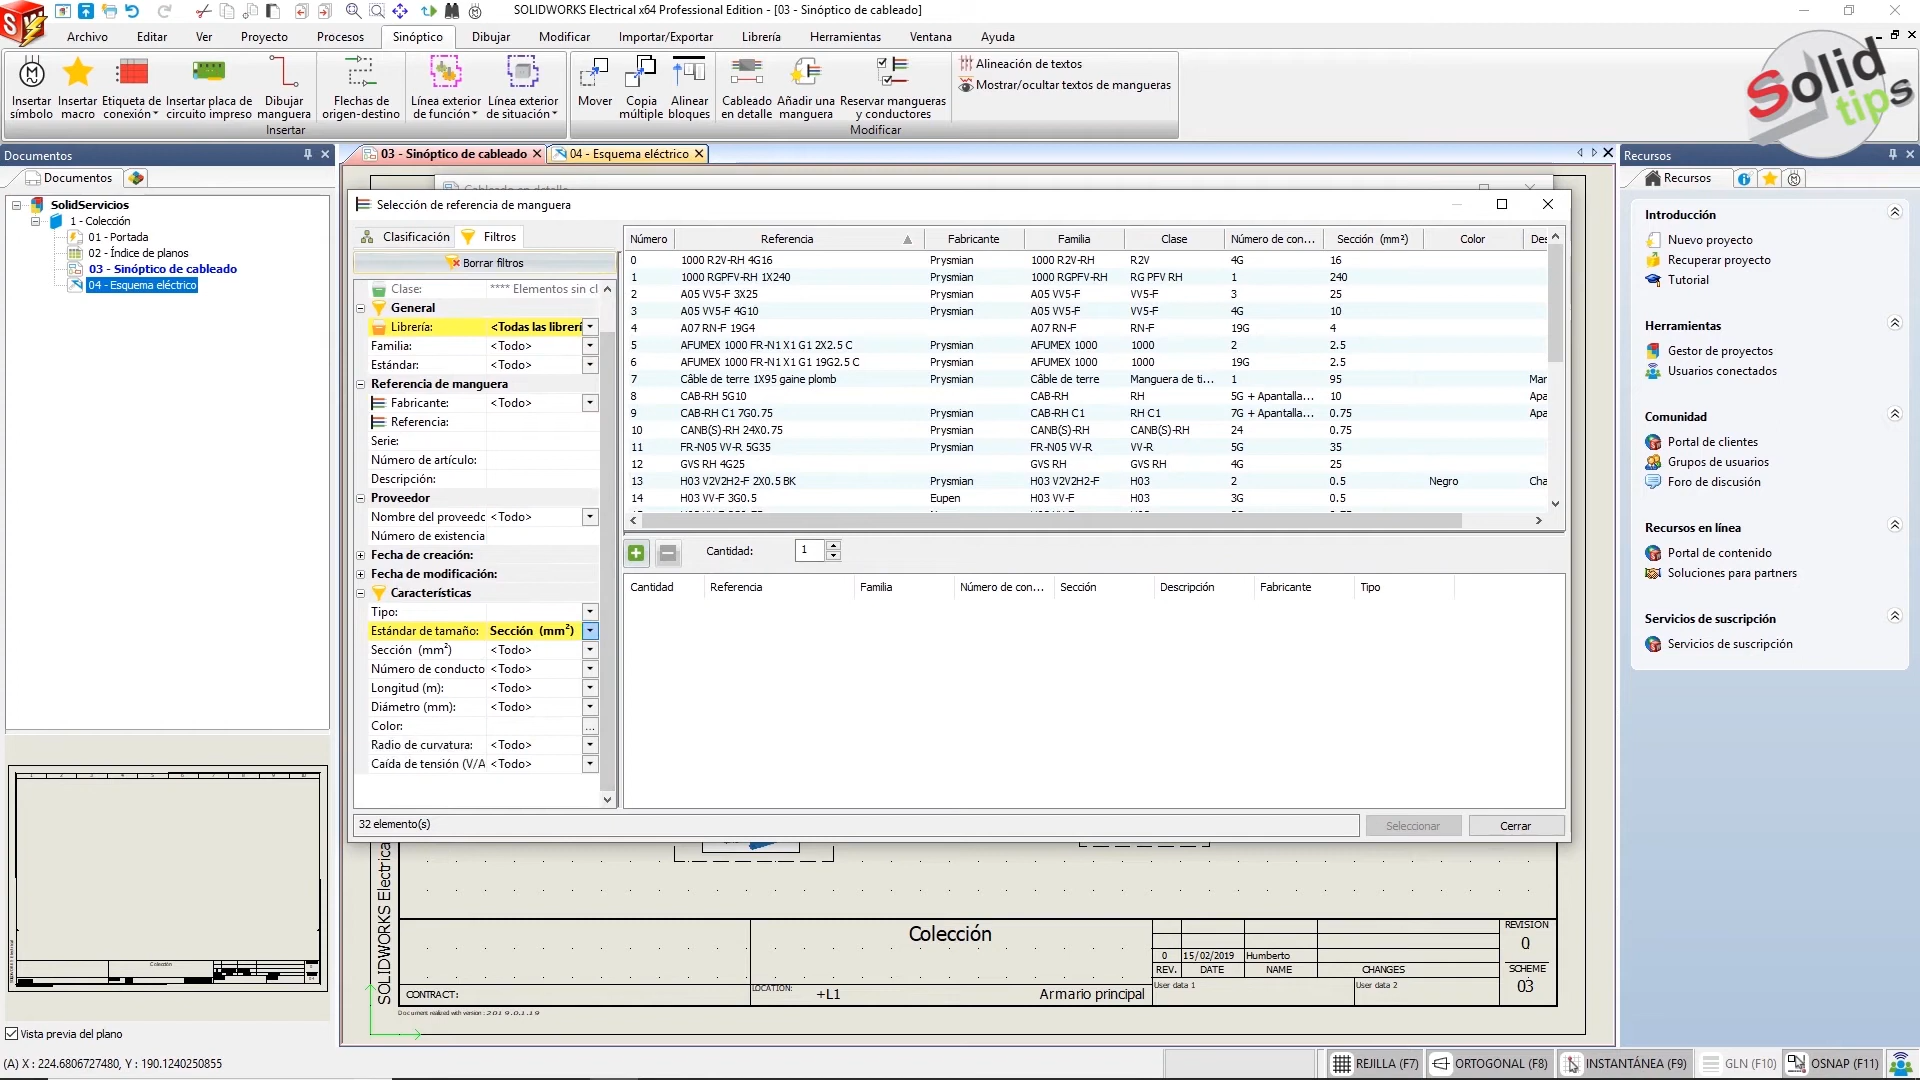 SOLIDWORKS Electrical x64 Professional Edition - [03 - Sinóptico de cableado]
Archivo Editar Ver Proyecto Procesos Sinóptico Dibujar Modificar Importar/Exportar Librería Herramientas Ventana Ayuda
Insertar símbolo
Insertar macro
Etiqueta de conexión
Insertar placa de circuito impreso
Dibujar manguera
Insertar
Flechas de origen-destino
Línea exterior de función
Línea exterior de situación
Mover
Copia múltiple
Alinear bloques
Cableado en detalle
Añadir una manguera
Reservar mangueras y conductores
Modificar
Alineación de textos
Mostrar/ocultar textos de mangueras
Solid
tips
Documentos
Documentos
SolidServicios
1 - Colección
01 - Portada
02 - Índice de planos
03 - Sinóptico de cableado
04 - Esquema eléctrico
Colección
Vista previa del plano
(A) X : 224.6806727480, Y : 190.1240250855
03 - Sinóptico de cableado
04 - Esquema eléctrico
Cableado en detalle
Selección de referencia de manguera
Clasificación Filtros
Borrar filtros
Clase: **** Elementos sin cl
General
Librería: <Todas las librerí
Familia: <Todo>
Estándar: <Todo>
Referencia de manguera
Fabricante: <Todo>
Referencia:
Serie:
Número de artículo:
Descripción:
Proveedor
Nombre del proveedc <Todo>
Número de existencia
Fecha de creación:
Fecha de modificación:
Características
Tipo:
Estándar de tamaño: Sección (mm²)
Sección (mm²) <Todo>
Número de conducto <Todo>
Longitud (m): <Todo>
Diámetro (mm): <Todo>
Color: ...
Radio de curvatura: <Todo>
Caída de tensión (V/A <Todo>
Número Referencia Fabricante Familia Clase Número de con... Sección (mm²) Color Des
0 1000 R2V-RH 4G16 Prysmian 1000 R2V-RH R2V 4G 16
1 1000 RGPFV-RH 1X240 Prysmian 1000 RGPFV-RH RG PFV RH 1 240
2 A05 VV5-F 3X25 Prysmian A05 VV5-F VV5-F 3 25
3 A05 VV5-F 4G10 Prysmian A05 VV5-F VV5-F 4G 10
4 A07 RN-F 19G4 A07 RN-F RN-F 19G 4
5 AFUMEX 1000 FR-N1 X1 G1 2X2.5 C Prysmian AFUMEX 1000 1000 2 2.5
6 AFUMEX 1000 FR-N1 X1 G1 19G2.5 C Prysmian AFUMEX 1000 1000 19G 2.5
7 Câble de terre 1X95 gaine plomb Prysmian Câble de terre Manguera de ti... 1 95 Mar
8 CAB-RH 5G10 CAB-RH RH 5G + Apantalla... 10 Apa
9 CAB-RH C1 7G0.75 Prysmian CAB-RH C1 RH C1 7G + Apantalla... 0.75 Apa
10 CANB(S)-RH 24X0.75 Prysmian CANB(S)-RH CANB(S)-RH 24 0.75
11 FR-N05 VV-R 5G35 Prysmian FR-N05 VV-R VV-R 5G 35
12 GVS RH 4G25 GVS RH GVS RH 4G 25
13 H03 V2V2H2-F 2X0.5 BK Prysmian H03 V2V2H2-F H03 2 0.5 Negro Cha
14 H03 VV-F 3G0.5 Eupen H03 VV-F H03 3G 0.5
Cantidad: 1
Cantidad Referencia Familia Número de con... Sección Descripción Fabricante Tipo
32 elemento(s)
Seleccionar Cerrar
SOLIDWORKS Electrical
Colección
CONTRACT:
LOCATION: +L1 Armario principal
0 15/02/2019 Humberto
REV. DATE NAME CHANGES
User data 1 User data 2
REVISION
0
SCHEME
03
Document realized with version : 2019.0.1.19
Recursos
Recursos
Introducción
Nuevo proyecto
Recuperar proyecto
Tutorial
Herramientas
Gestor de proyectos
Usuarios conectados
Comunidad
Portal de clientes
Grupos de usuarios
Foro de discusión
Recursos en línea
Portal de contenido
Soluciones para partners
Servicios de suscripción
Servicios de suscripción
REJILLA (F7) ORTOGONAL (F8) INSTANTÁNEA (F9) GLN (F10) OSNAP (F11)